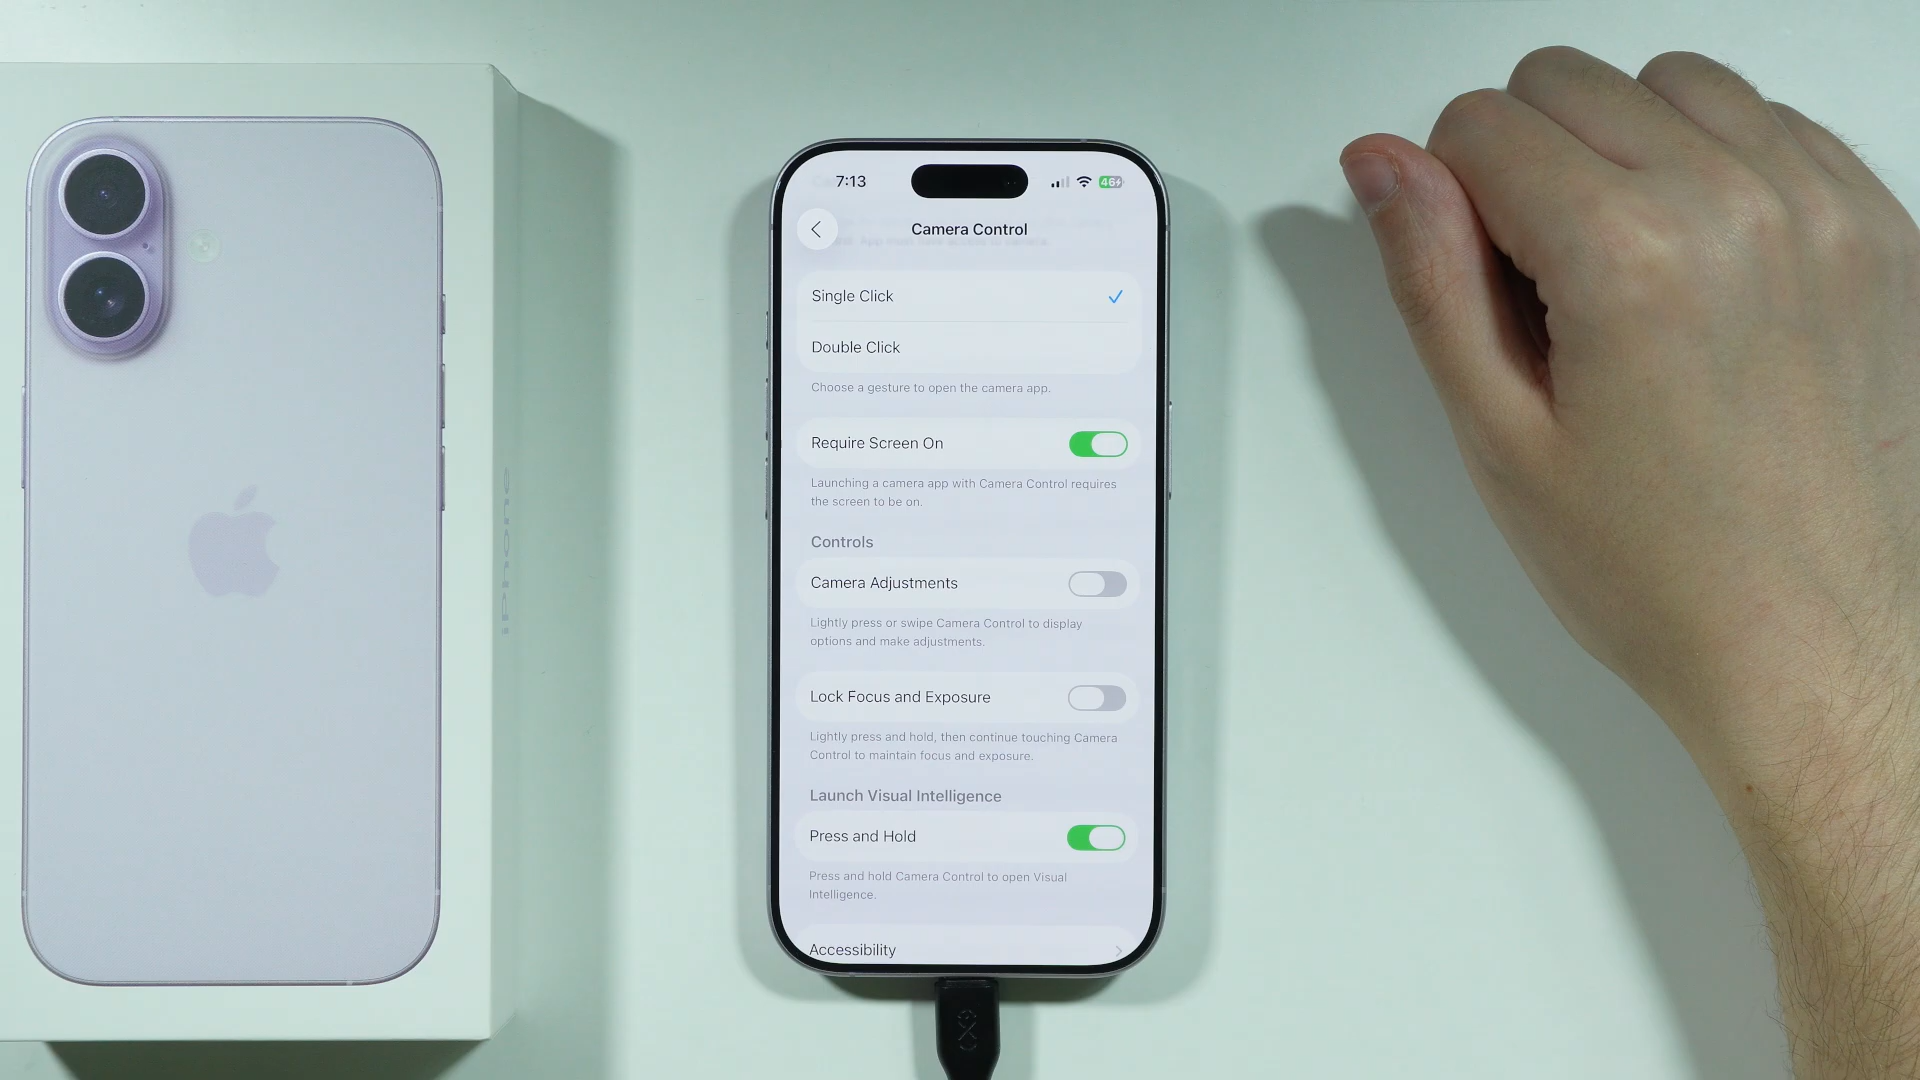 7:13
46
Camera Control
Single Click
Double Click
Choose a gesture to open the camera app.
Require Screen On
Launching a camera app with Camera Control requires
the screen to be on.
Controls
Camera Adjustments
Lightly press or swipe Camera Control to display
options and make adjustments.
Lock Focus and Exposure
Lightly press and hold, then continue touching Camera
Control to maintain focus and exposure.
Launch Visual Intelligence
Press and Hold
Press and hold Camera Control to open Visual
Intelligence.
Accessibility
iPhone